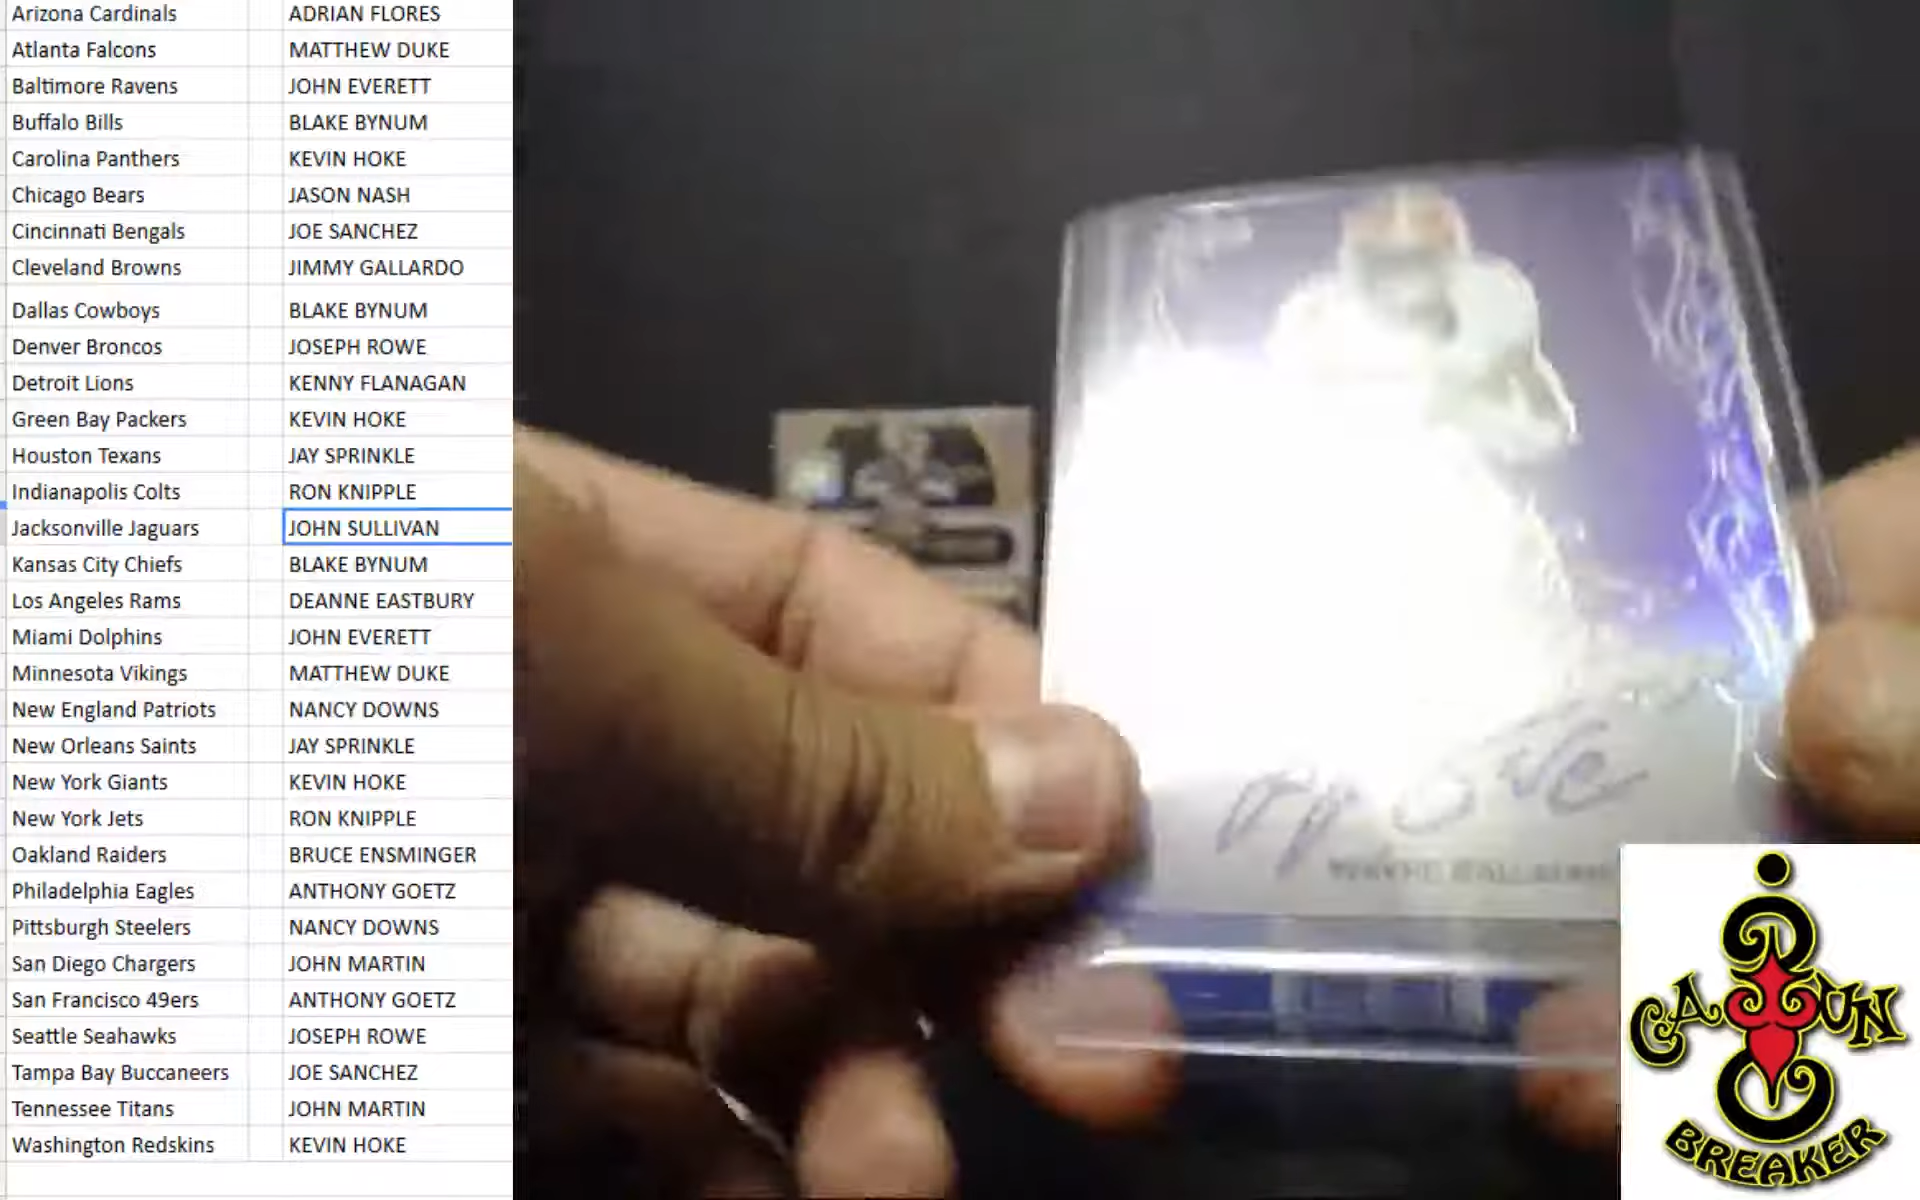 Arizona Cardinals ADRIAN FLORES
Atlanta Falcons MATTHEW DUKE
Baltimore Ravens JOHN EVERETT
Buffalo Bills BLAKE BYNUM
Carolina Panthers KEVIN HOKE
Chicago Bears JASON NASH
Cincinnati Bengals JOE SANCHEZ
Cleveland Browns JIMMY GALLARDO
Dallas Cowboys BLAKE BYNUM
Denver Broncos JOSEPH ROWE
Detroit Lions KENNY FLANAGAN
Green Bay Packers KEVIN HOKE
Houston Texans JAY SPRINKLE
Indianapolis Colts RON KNIPPLE
Jacksonville Jaguars JOHN SULLIVAN
Kansas City Chiefs BLAKE BYNUM
Los Angeles Rams DEANNE EASTBURY
Miami Dolphins JOHN EVERETT
Minnesota Vikings MATTHEW DUKE
New England Patriots NANCY DOWNS
New Orleans Saints JAY SPRINKLE
New York Giants KEVIN HOKE
New York Jets RON KNIPPLE
Oakland Raiders BRUCE ENSMINGER
Philadelphia Eagles ANTHONY GOETZ
Pittsburgh Steelers NANCY DOWNS
San Diego Chargers JOHN MARTIN
San Francisco 49ers ANTHONY GOETZ
Seattle Seahawks JOSEPH ROWE
Tampa Bay Buccaneers JOE SANCHEZ
Tennessee Titans JOHN MARTIN
Washington Redskins KEVIN HOKE
CAJUN
BREAKER